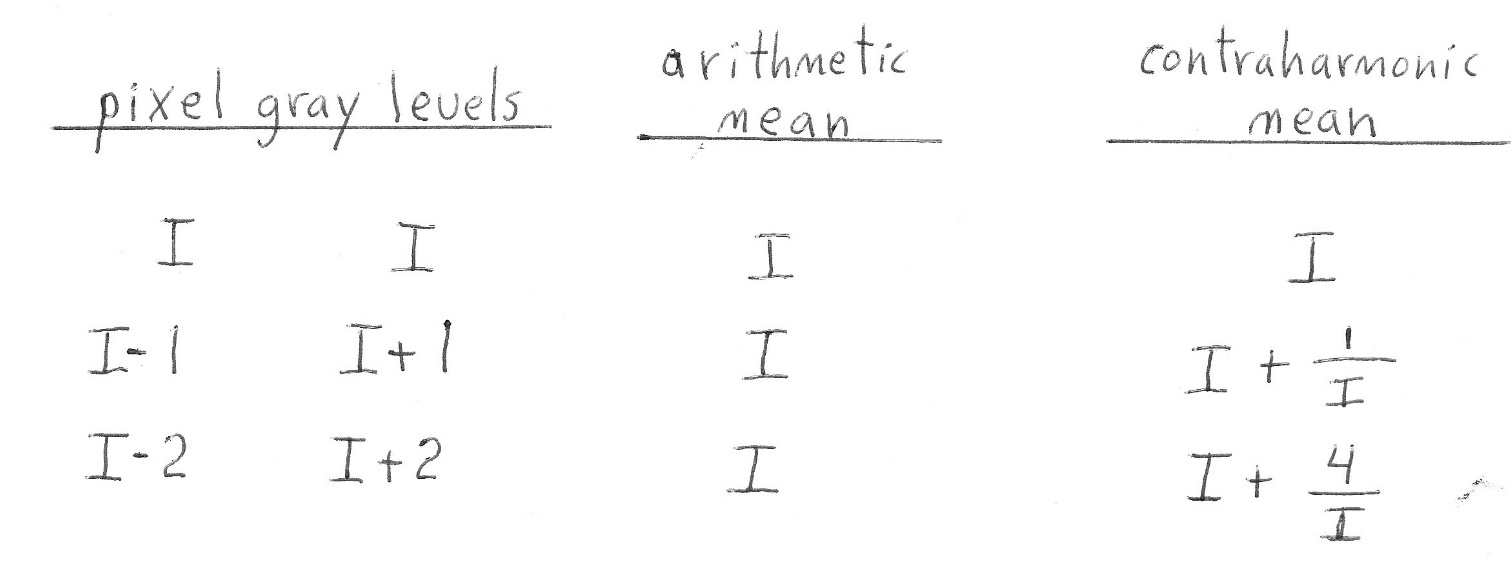 pixel gray levels arithmetic mean contraharmonic mean
I I I I
I-1 I+1 I I + 1/I
I-2 I+2 I I + 4/I